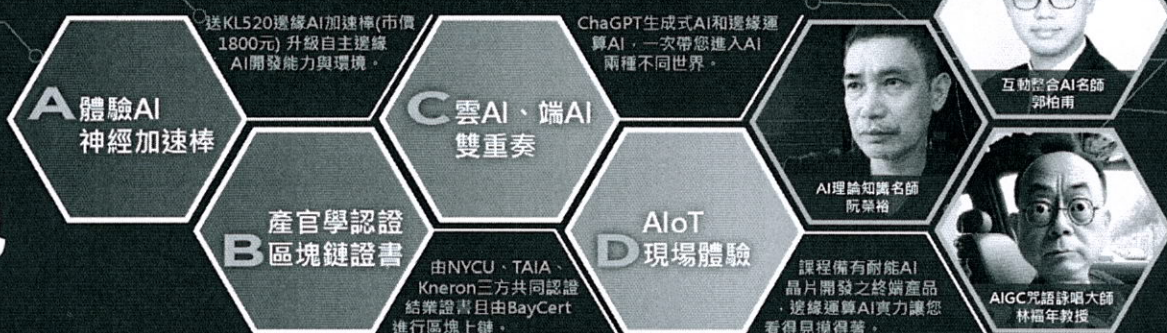 送KL520邊緣AI加速棒(市價
1800元) 升級自主邊緣
AI開發能力與環境。
A 體驗AI
神經加速棒
B 產官學認證
區塊鏈證書
由NYCU、TAIA、
Kneron三方共同認證
結業證書且由BayCert
進行區塊上鏈。
ChaGPT生成式AI和邊緣運
算AI,一次帶您進入AI
兩種不同世界。
C 雲AI、端AI
雙重奏
D AIoT
現場體驗
課程備有耐能AI
晶片開發之終端產品
,邊緣運算AI實力讓您
看得見摸得著。
互動整合AI名師
郭柏甫
AI理論知識名師
阮榮裕
AIGC咒語詠唱大師
林福年教授